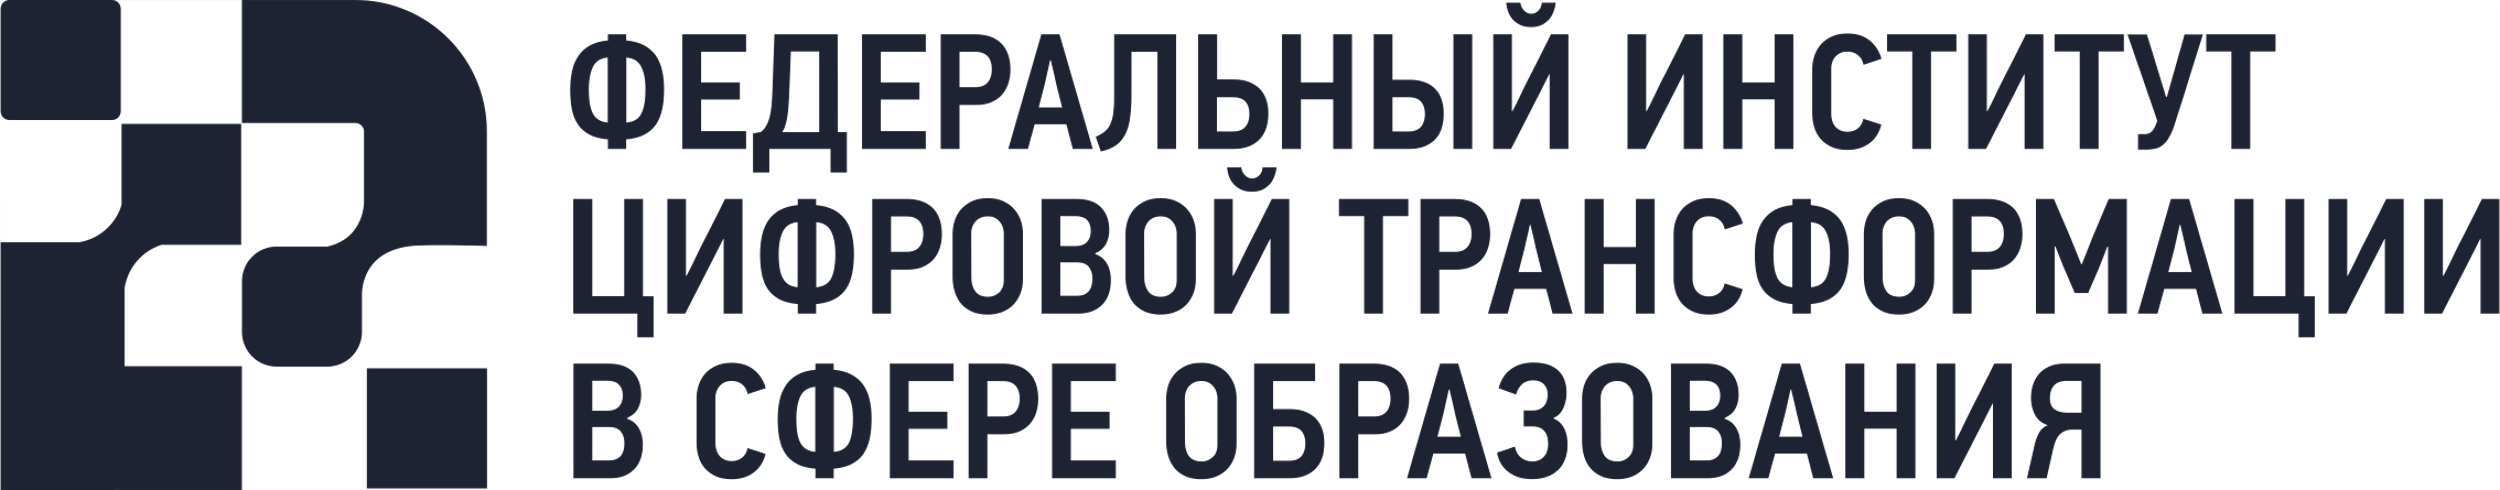 ФЕДЕРАЛЬНЫЙ ИНСТИТУТ
ЦИФРОВОЙ ТРАНСФОРМАЦИИ
В СФЕРЕ ОБРАЗОВАНИЯ